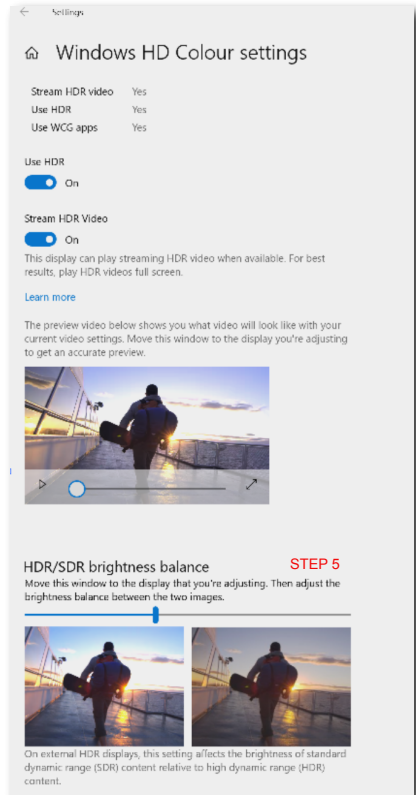 Settings
Windows HD Colour settings
Stream HDR video Yes
Use HDR Yes
Use WCG apps Yes
Use HDR
On
Stream HDR Video
On
This display can play streaming HDR video when available. For best
results, play HDR videos full screen.
Learn more
The preview video below shows you what video will look like with your
current video settings. Move this window to the display you're adjusting
to get an accurate preview.
HDR/SDR brightness balance STEP 5
Move this window to the display that you're adjusting. Then adjust the
brightness balance between the two images.
On external HDR displays, this setting affects the brightness of standard
dynamic range (SDR) content relative to high dynamic range (HDR)
content.